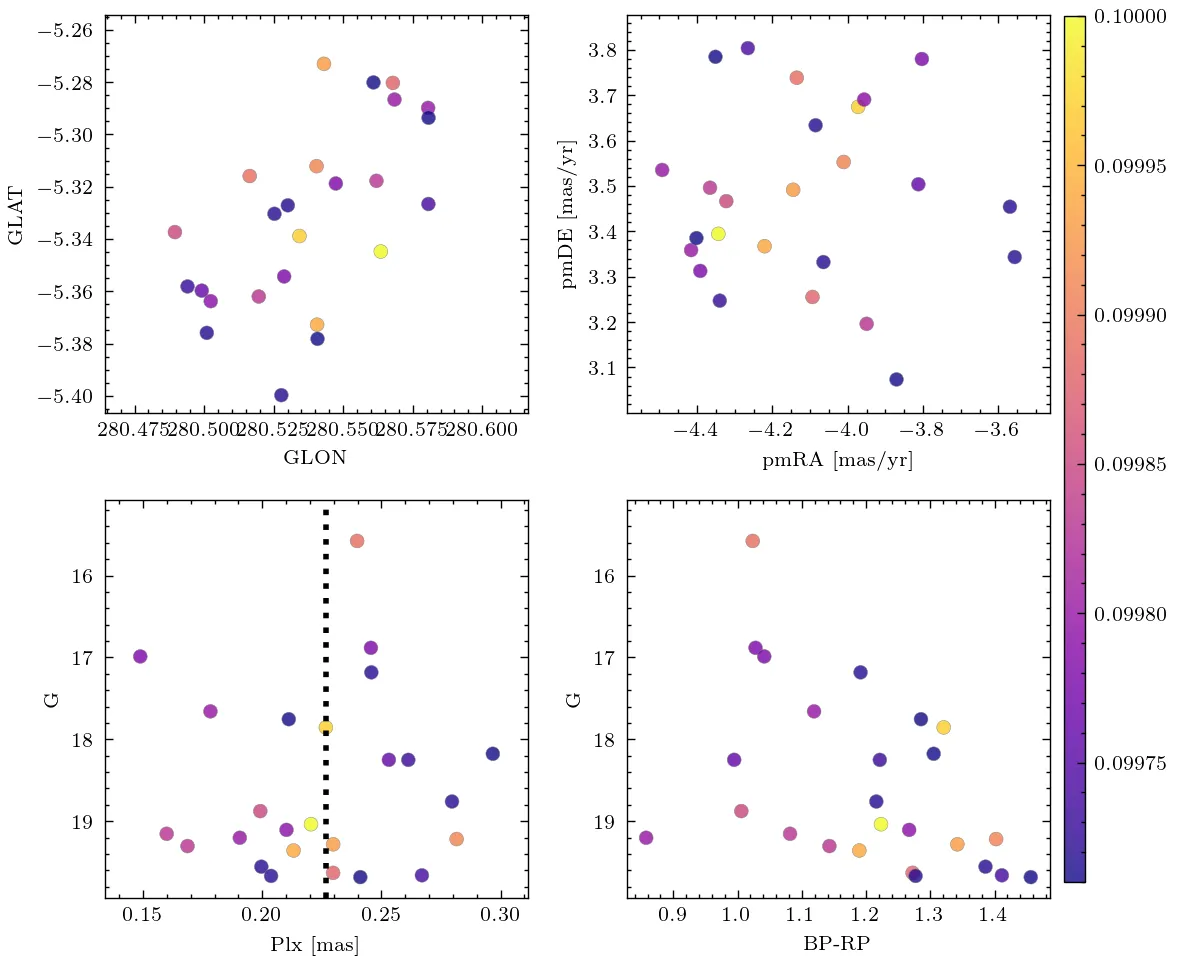 −5.26
−5.28
−5.30
−5.32
−5.34
−5.36
−5.38
−5.40
GLAT
280.475 280.500 280.525 280.550 280.575 280.600
GLON
3.8
3.7
3.6
3.5
3.4
3.3
3.2
3.1
pmDE [mas/yr]
−4.4 −4.2 −4.0 −3.8 −3.6
pmRA [mas/yr]
0.10000
0.09995
0.09990
0.09985
0.09980
0.09975
16
17
18
19
G
0.15 0.20 0.25 0.30
Plx [mas]
16
17
18
19
G
0.9 1.0 1.1 1.2 1.3 1.4
BP-RP